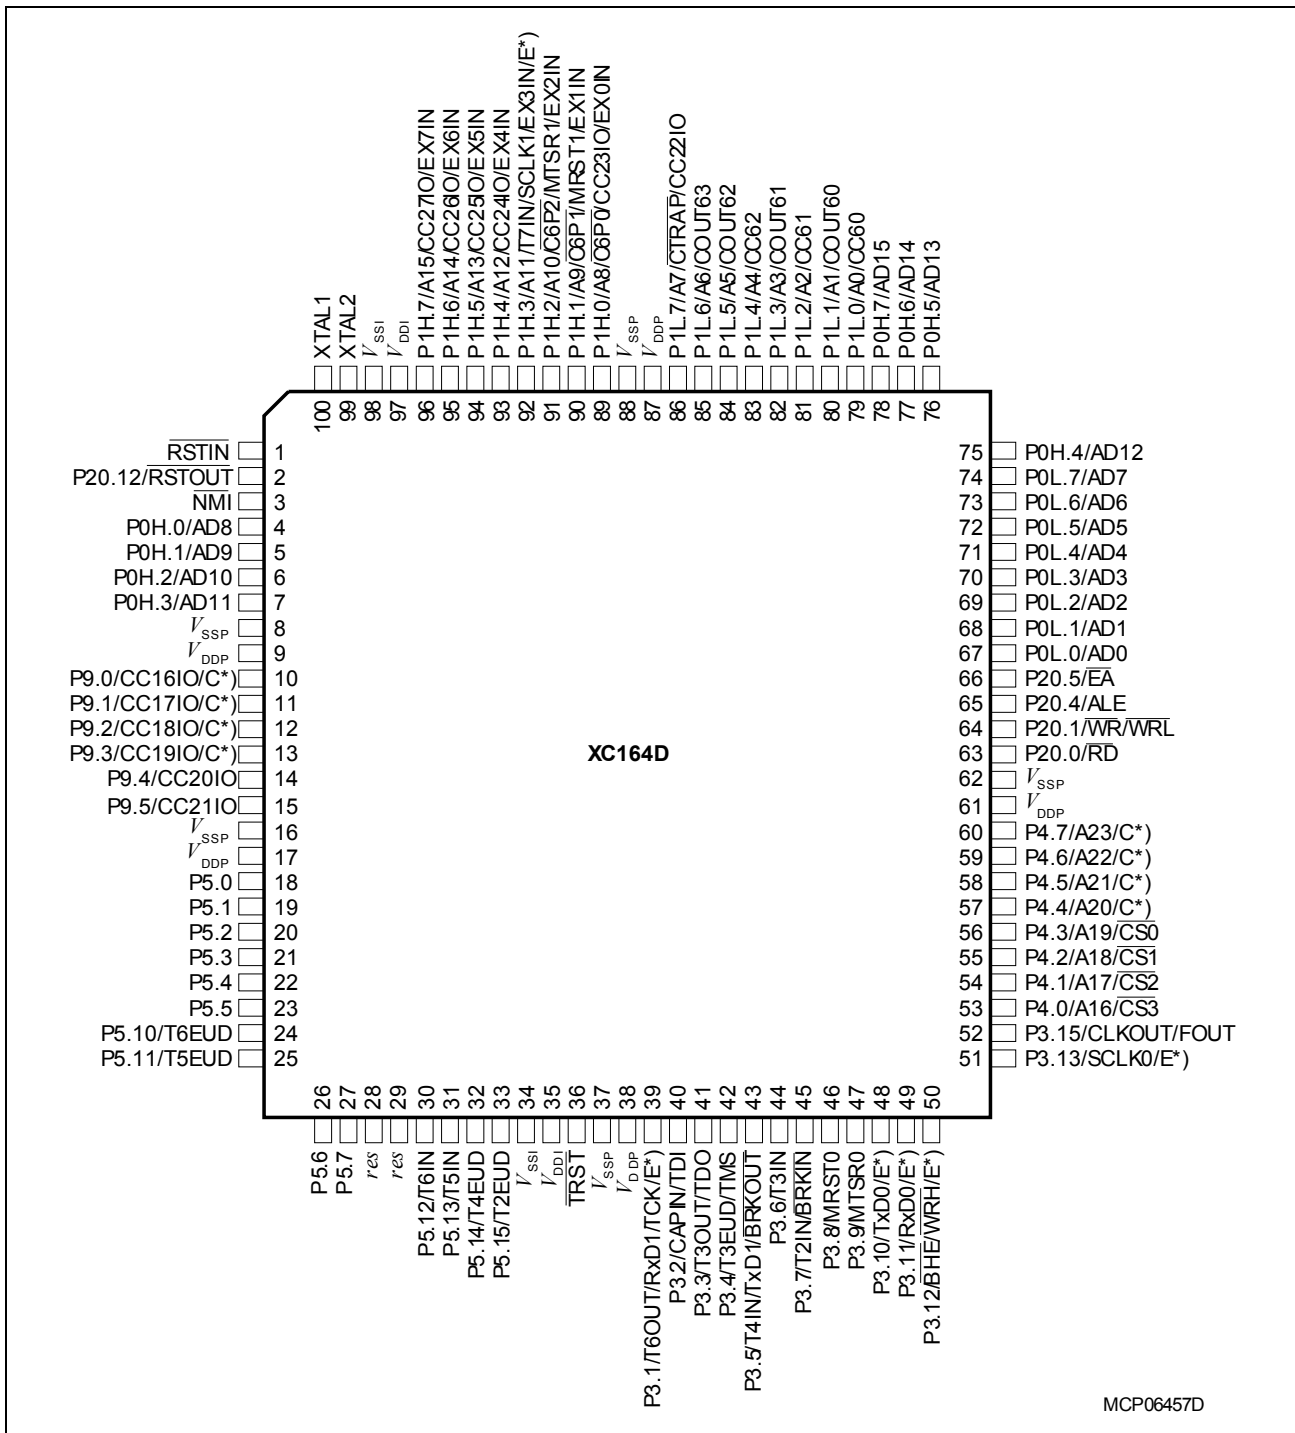 XTAL1
XTAL2
VSSI
VDDI
P1H.7/A15/CC27IO/EX7IN
P1H.6/A14/CC26IO/EX6IN
P1H.5/A13/CC25IO/EX5IN
P1H.4/A12/CC24IO/EX4IN
P1H.3/A11/T7IN/SCLK1/EX3IN/E*)
P1H.2/A10/C6P2/MTSR1/EX2IN
P1H.1/A9/C6P1/MRST1/EX1IN
P1H.0/A8/C6P0/CC23IO/EX0IN
VSSP
VDDP
P1L.7/A7/CTRAP/CC22IO
P1L.6/A6/COUT63
P1L.5/A5/COUT62
P1L.4/A4/CC62
P1L.3/A3/COUT61
P1L.2/A2/CC61
P1L.1/A1/COUT60
P1L.0/A0/CC60
P0H.7/AD15
P0H.6/AD14
P0H.5/AD13
100 99 98 97 96 95 94 93 92 91 90 89 88 87 86 85 84 83 82 81 80 79 78 77 76
RSTIN 1
P20.12/RSTOUT 2
NMI 3
P0H.0/AD8 4
P0H.1/AD9 5
P0H.2/AD10 6
P0H.3/AD11 7
VSSP 8
VDDP 9
P9.0/CC16IO/C*) 10
P9.1/CC17IO/C*) 11
P9.2/CC18IO/C*) 12
P9.3/CC19IO/C*) 13
P9.4/CC20IO 14
P9.5/CC21IO 15
VSSP 16
VDDP 17
P5.0 18
P5.1 19
P5.2 20
P5.3 21
P5.4 22
P5.5 23
P5.10/T6EUD 24
P5.11/T5EUD 25
XC164D
75 P0H.4/AD12
74 P0L.7/AD7
73 P0L.6/AD6
72 P0L.5/AD5
71 P0L.4/AD4
70 P0L.3/AD3
69 P0L.2/AD2
68 P0L.1/AD1
67 P0L.0/AD0
66 P20.5/EA
65 P20.4/ALE
64 P20.1/WR/WRL
63 P20.0/RD
62 VSSP
61 VDDP
60 P4.7/A23/C*)
59 P4.6/A22/C*)
58 P4.5/A21/C*)
57 P4.4/A20/C*)
56 P4.3/A19/CS0
55 P4.2/A18/CS1
54 P4.1/A17/CS2
53 P4.0/A16/CS3
52 P3.15/CLKOUT/FOUT
51 P3.13/SCLK0/E*)
26 27 28 29 30 31 32 33 34 35 36 37 38 39 40 41 42 43 44 45 46 47 48 49 50
P5.6
P5.7
res
res
P5.12/T6IN
P5.13/T5IN
P5.14/T4EUD
P5.15/T2EUD
VSSI
VDDI
TRST
VSSP
VDDP
P3.1/T6OUT/RxD1/TCK/E*)
P3.2/CAPIN/TDI
P3.3/T3OUT/TDO
P3.4/T3EUD/TMS
P3.5/T4IN/TxD1/BRKOUT
P3.6/T3IN
P3.7/T2IN/BRKIN
P3.8/MRST0
P3.9/MTSR0
P3.10/TxD0/E*)
P3.11/RxD0/E*)
P3.12/BHE/WRH/E*)
MCP06457D